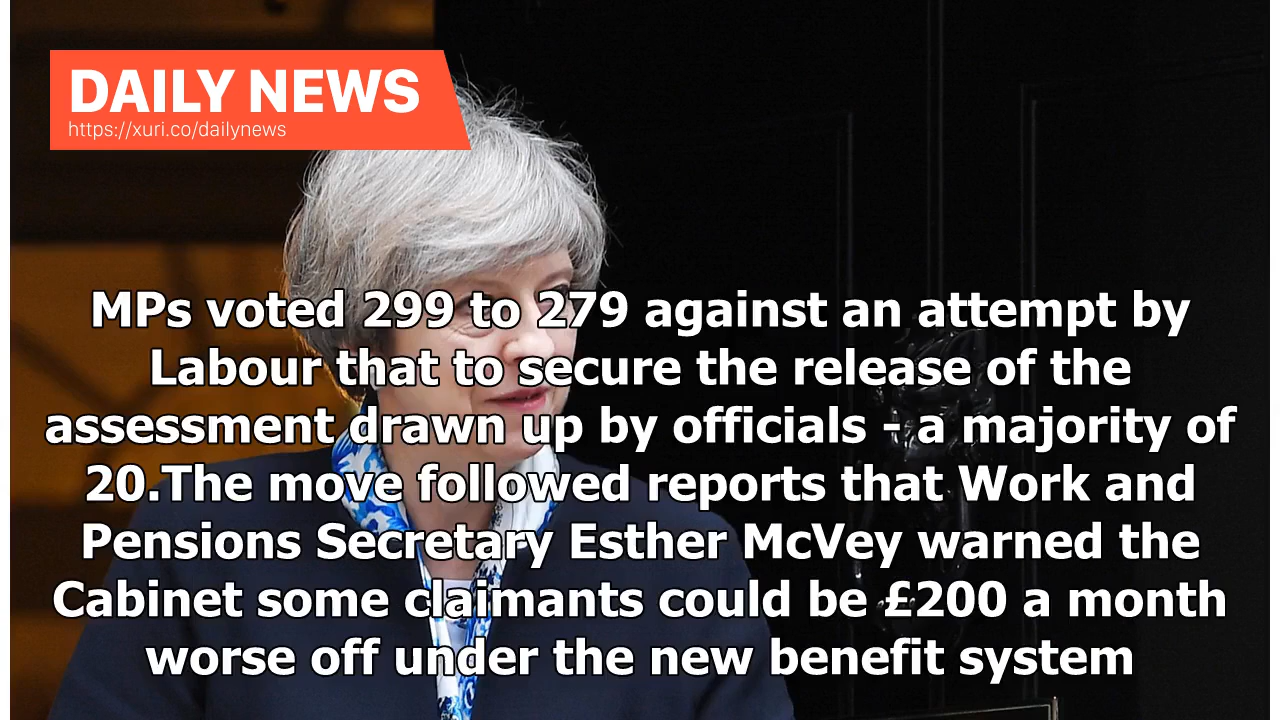 DAILY NEWS
https://xuri.co/dailynews
MPs voted 299 to 279 against an attempt by
Labour that to secure the release of the
assessment drawn up by officials - a majority of
20.The move followed reports that Work and
Pensions Secretary Esther McVey warned the
Cabinet some claimants could be £200 a month
worse off under the new benefit system